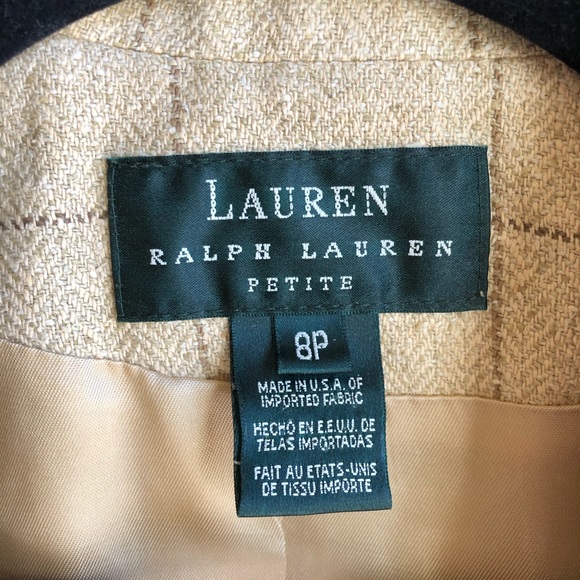 LAUREN
RALPH LAUREN
PETITE
8P
MADE IN U.S.A. OF
IMPORTED FABRIC
HECHO EN E.E.U.U. DE
TELAS IMPORTADAS
FAIT AU ETATS-UNIS
DE TISSU IMPORTE